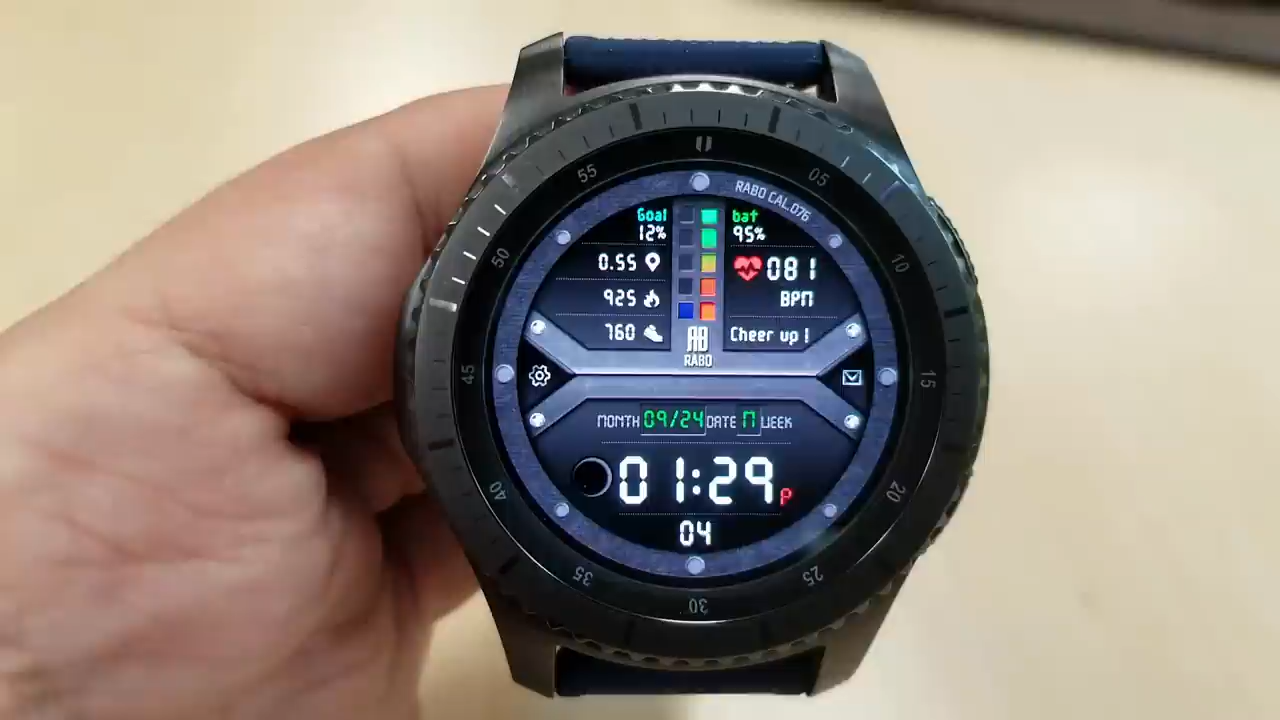 RABO CAL.076
Goal bat
12% 95%
0.55 081
925 BPM
760 Cheer up!
RABO
MONTH 09/24 DATE M WEEK
01:29 P
04
05
10
15
20
25
30
35
40
45
50
55